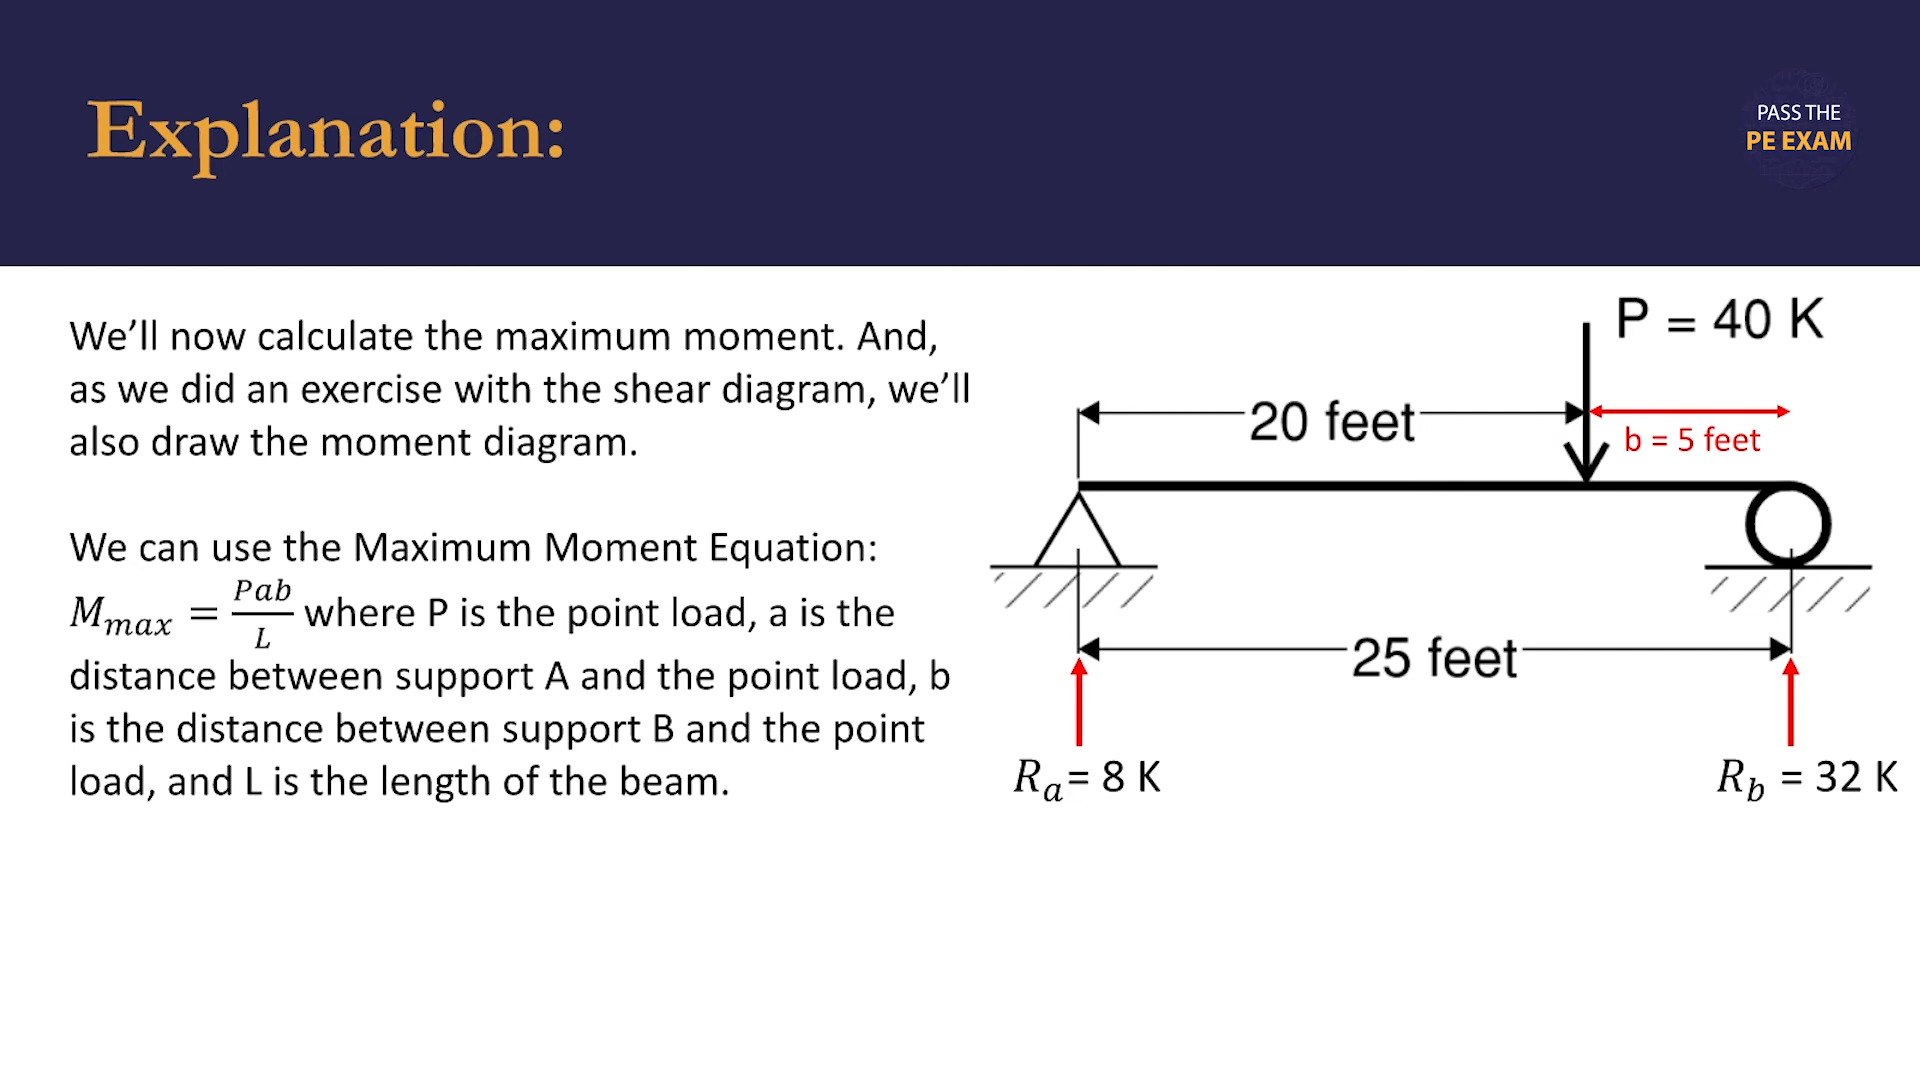 Explanation:
PASS THE
PE EXAM
We’ll now calculate the maximum moment. And,
as we did an exercise with the shear diagram, we’ll
also draw the moment diagram.
We can use the Maximum Moment Equation:
M_max = Pab/L where P is the point load, a is the
distance between support A and the point load, b
is the distance between support B and the point
load, and L is the length of the beam.
P = 40 K
20 feet
b = 5 feet
25 feet
R_a = 8 K
R_b = 32 K